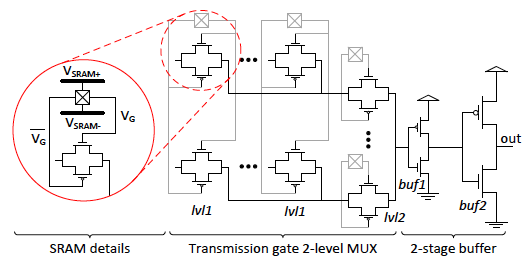 V_SRAM+
V_SRAM-
V_G
V̅_G̅
lvl1
lvl1
lvl2
buf1
buf2
out
SRAM details
Transmission gate 2-level MUX
2-stage buffer